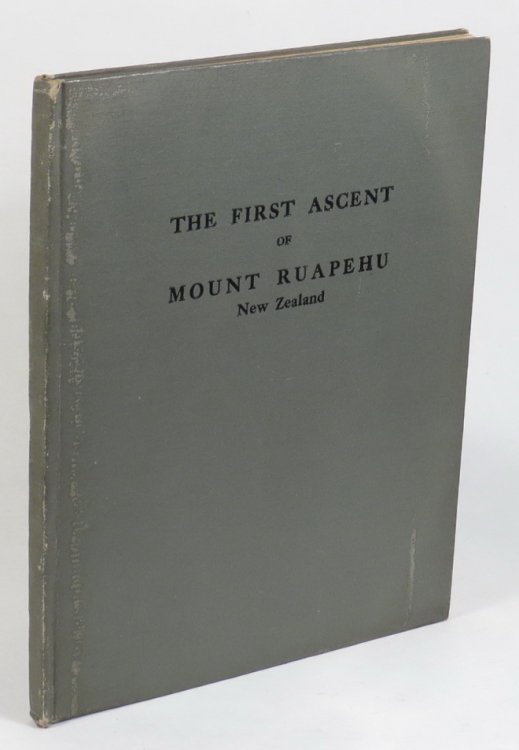 THE FIRST ASCENT
OF
MOUNT RUAPEHU
New Zealand